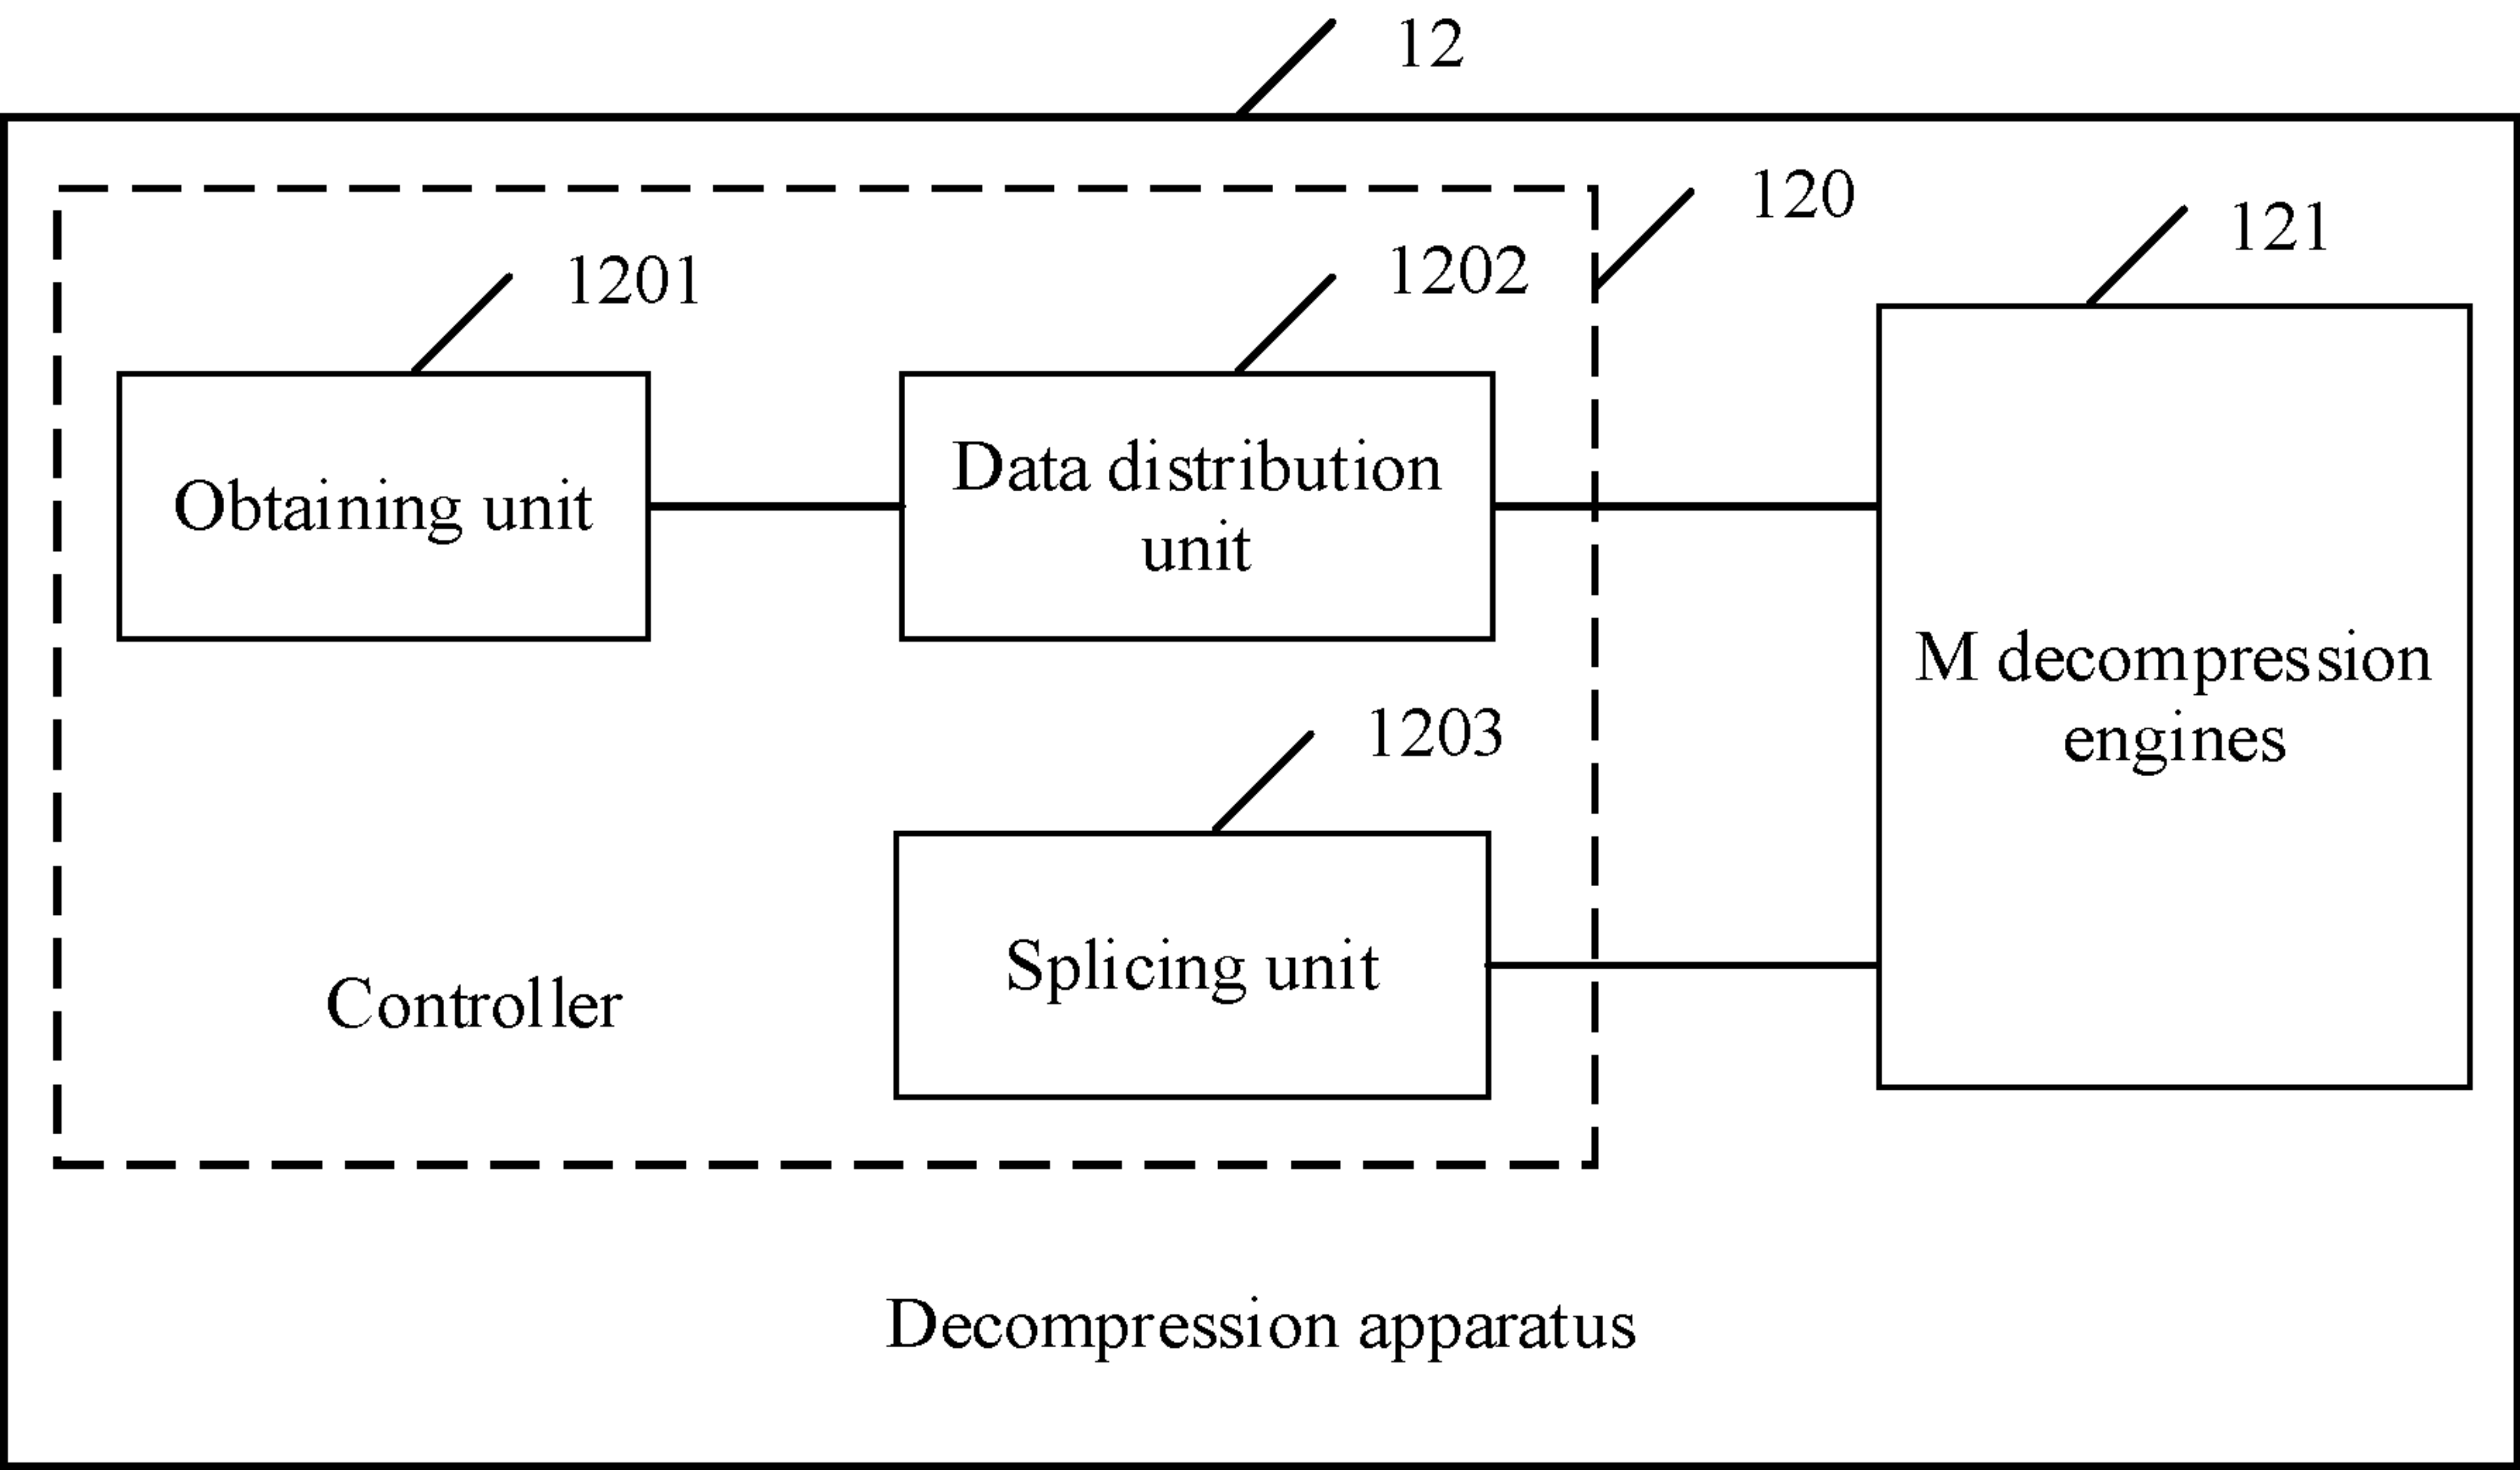 12
120
121
1201
1202
Obtaining unit
Data distribution
unit
M decompression
engines
1203
Splicing unit
Controller
Decompression apparatus